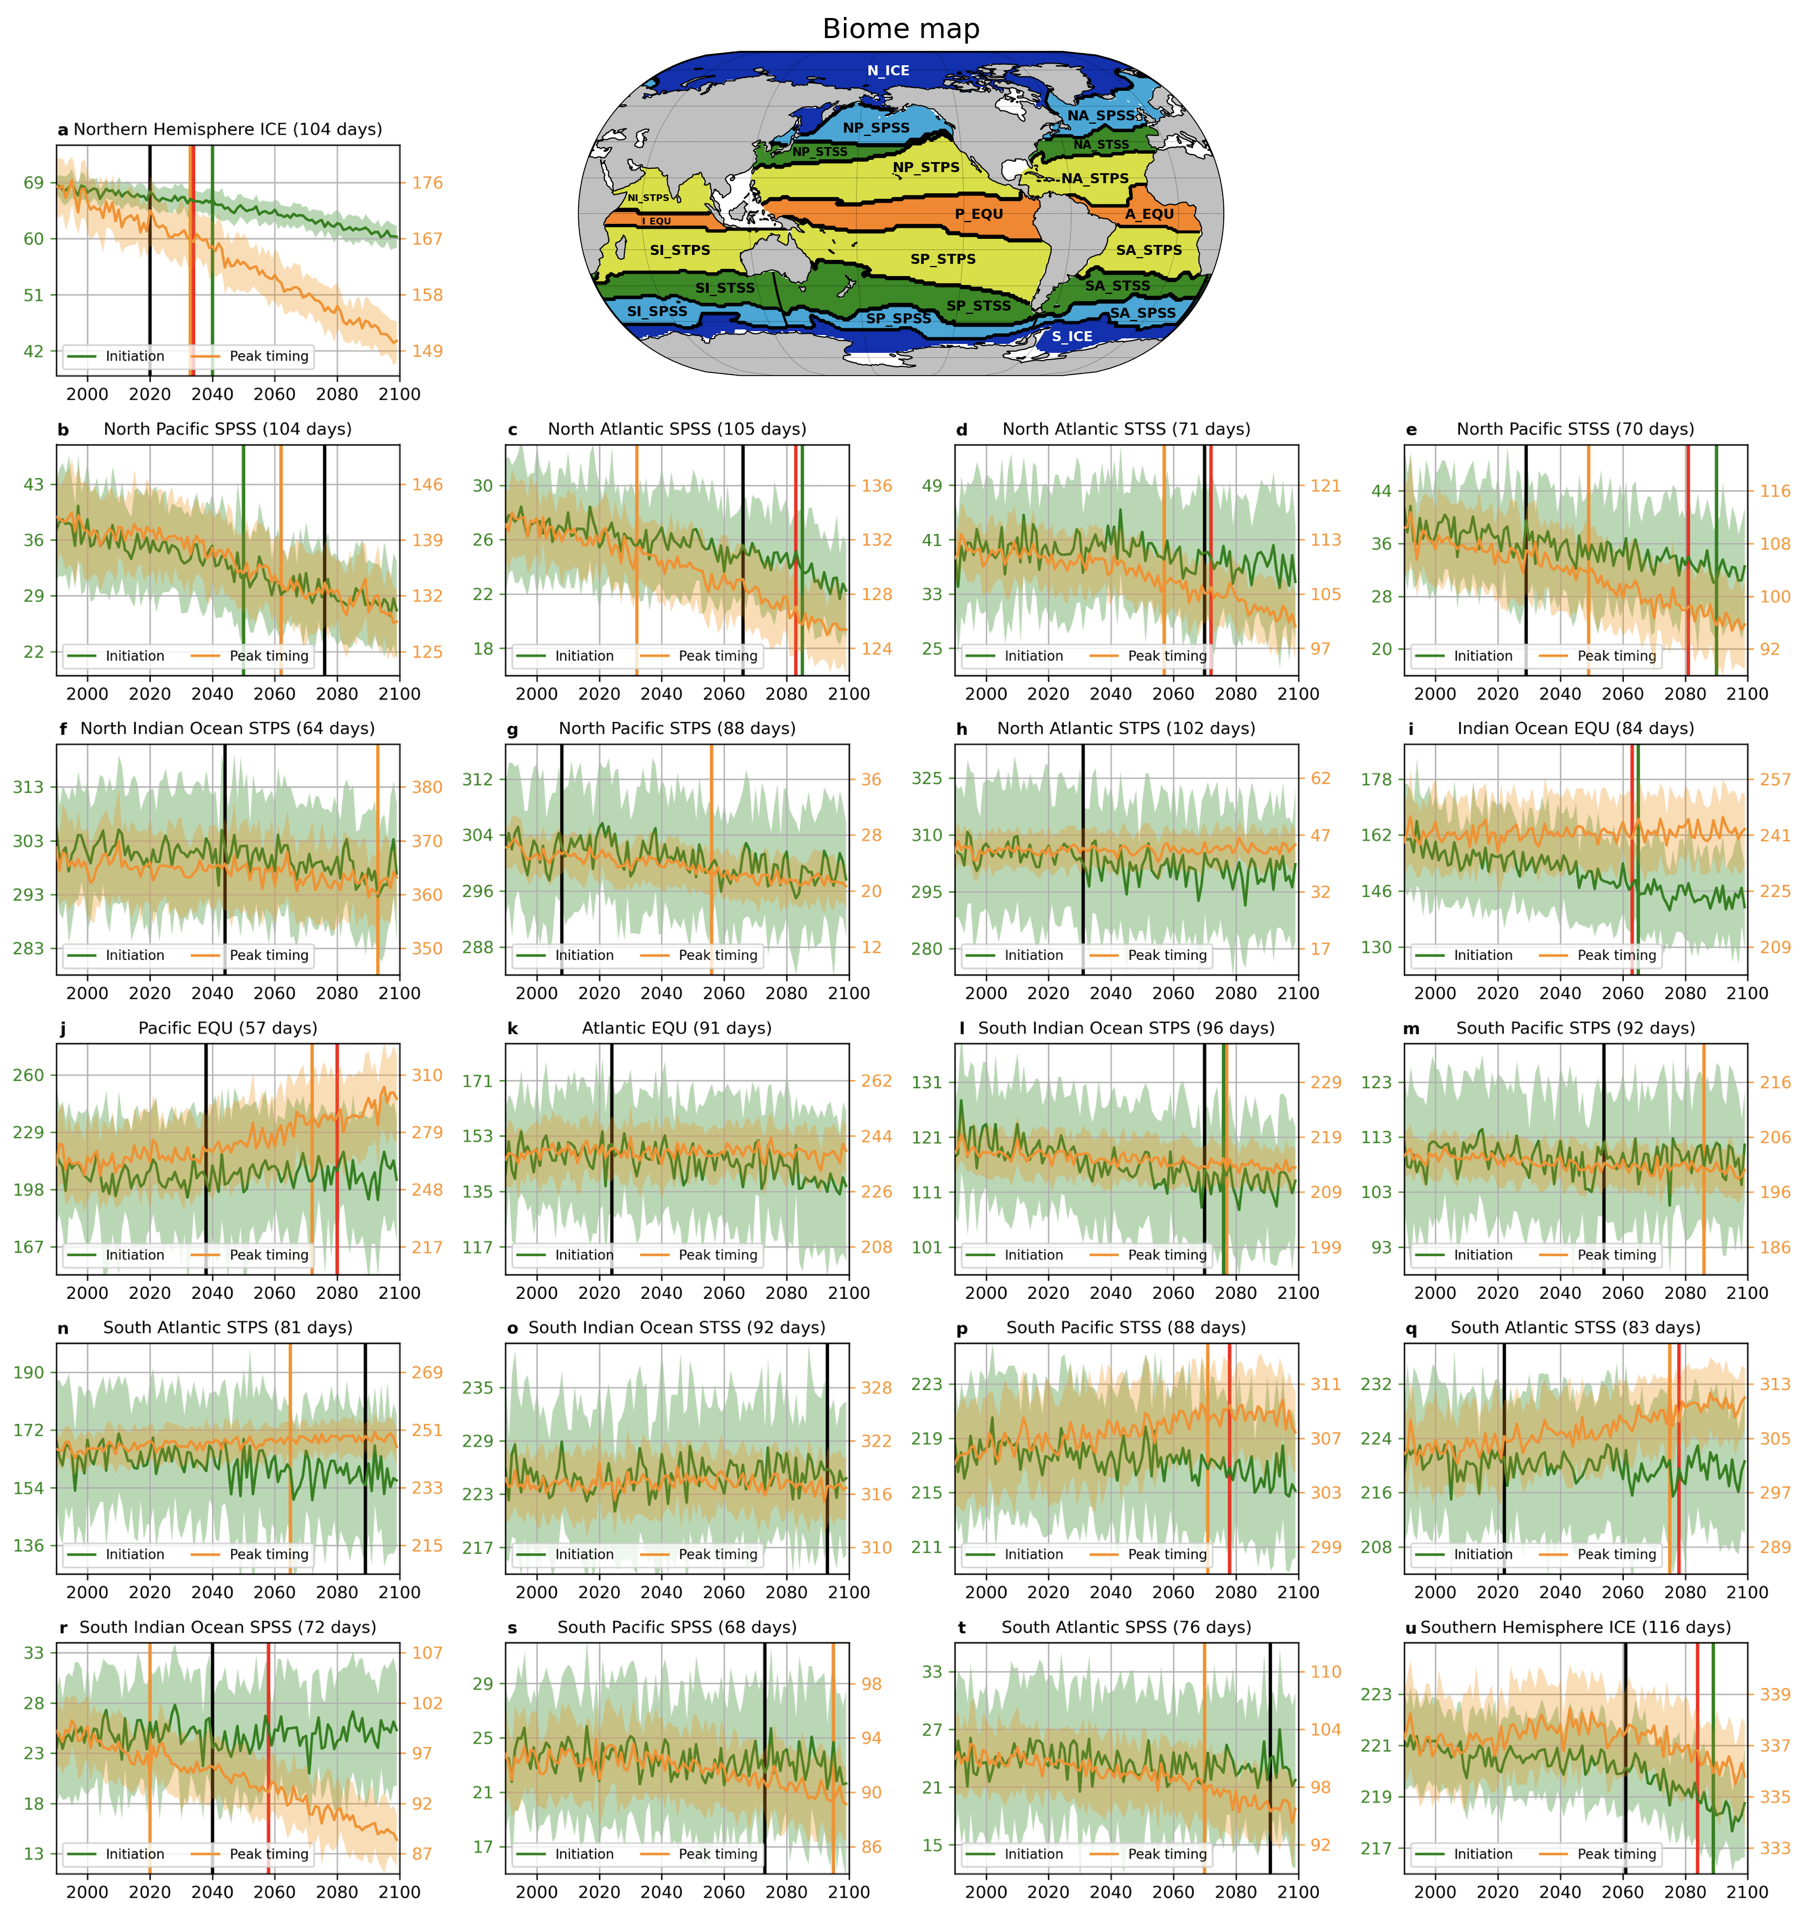 Biome map
N_ICE
NP_SPSS
NA_SPSS
NP_STSS
NA_STSS
NP_STPS
NA_STPS
NI_STPS
I_EQU
P_EQU
A_EQU
SI_STPS
SP_STPS
SA_STPS
SI_STSS
SP_STSS
SA_STSS
SI_SPSS
SP_SPSS
SA_SPSS
S_ICE
a Northern Hemisphere ICE (104 days)
69 176
60 167
51 158
42 149
Initiation Peak timing
2000 2020 2040 2060 2080 2100
b North Pacific SPSS (104 days)
43 146
36 139
29 132
22 125
Initiation Peak timing
2000 2020 2040 2060 2080 2100
c North Atlantic SPSS (105 days)
30 136
26 132
22 128
18 124
Initiation Peak timing
2000 2020 2040 2060 2080 2100
d North Atlantic STSS (71 days)
49 121
41 113
33 105
25 97
Initiation Peak timing
2000 2020 2040 2060 2080 2100
e North Pacific STSS (70 days)
44 116
36 108
28 100
20 92
Initiation Peak timing
2000 2020 2040 2060 2080 2100
f North Indian Ocean STPS (64 days)
313 380
303 370
293 360
283 350
Initiation Peak timing
2000 2020 2040 2060 2080 2100
g North Pacific STPS (88 days)
312 36
304 28
296 20
288 12
Initiation Peak timing
2000 2020 2040 2060 2080 2100
h North Atlantic STPS (102 days)
325 62
310 47
295 32
280 17
Initiation Peak timing
2000 2020 2040 2060 2080 2100
i Indian Ocean EQU (84 days)
178 257
162 241
146 225
130 209
Initiation Peak timing
2000 2020 2040 2060 2080 2100
j Pacific EQU (57 days)
260 310
229 279
198 248
167 217
Initiation Peak timing
2000 2020 2040 2060 2080 2100
k Atlantic EQU (91 days)
171 262
153 244
135 226
117 208
Initiation Peak timing
2000 2020 2040 2060 2080 2100
l South Indian Ocean STPS (96 days)
131 229
121 219
111 209
101 199
Initiation Peak timing
2000 2020 2040 2060 2080 2100
m South Pacific STPS (92 days)
123 216
113 206
103 196
93 186
Initiation Peak timing
2000 2020 2040 2060 2080 2100
n South Atlantic STPS (81 days)
190 269
172 251
154 233
136 215
Initiation Peak timing
2000 2020 2040 2060 2080 2100
o South Indian Ocean STSS (92 days)
235 328
229 322
223 316
217 310
Initiation Peak timing
2000 2020 2040 2060 2080 2100
p South Pacific STSS (88 days)
223 311
219 307
215 303
211 299
Initiation Peak timing
2000 2020 2040 2060 2080 2100
q South Atlantic STSS (83 days)
232 313
224 305
216 297
208 289
Initiation Peak timing
2000 2020 2040 2060 2080 2100
r South Indian Ocean SPSS (72 days)
33 107
28 102
23 97
18 92
13 87
Initiation Peak timing
2000 2020 2040 2060 2080 2100
s South Pacific SPSS (68 days)
29 98
25 94
21 90
17 86
Initiation Peak timing
2000 2020 2040 2060 2080 2100
t South Atlantic SPSS (76 days)
33 110
27 104
21 98
15 92
Initiation Peak timing
2000 2020 2040 2060 2080 2100
u Southern Hemisphere ICE (116 days)
223 339
221 337
219 335
217 333
Initiation Peak timing
2000 2020 2040 2060 2080 2100